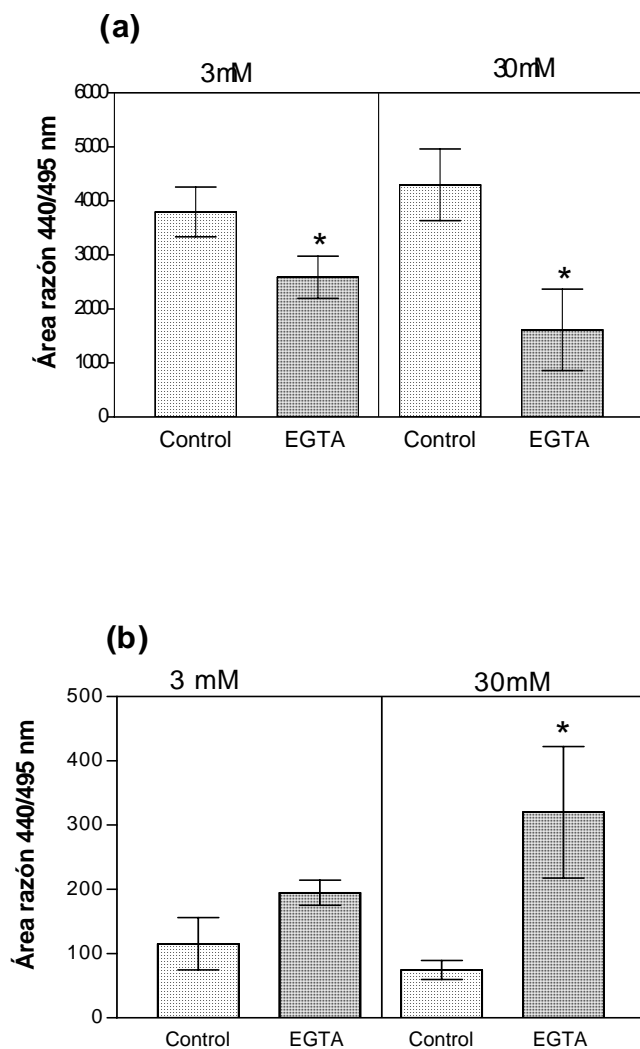 (a)
3mM 30mM
Área razón 440/495 nm
6000
5000
4000
3000
2000
1000
0
* *
Control EGTA Control EGTA
(b)
3 mM 30mM
Área razón 440/495 nm
500
400
300
200
100
0
*
Control EGTA Control EGTA